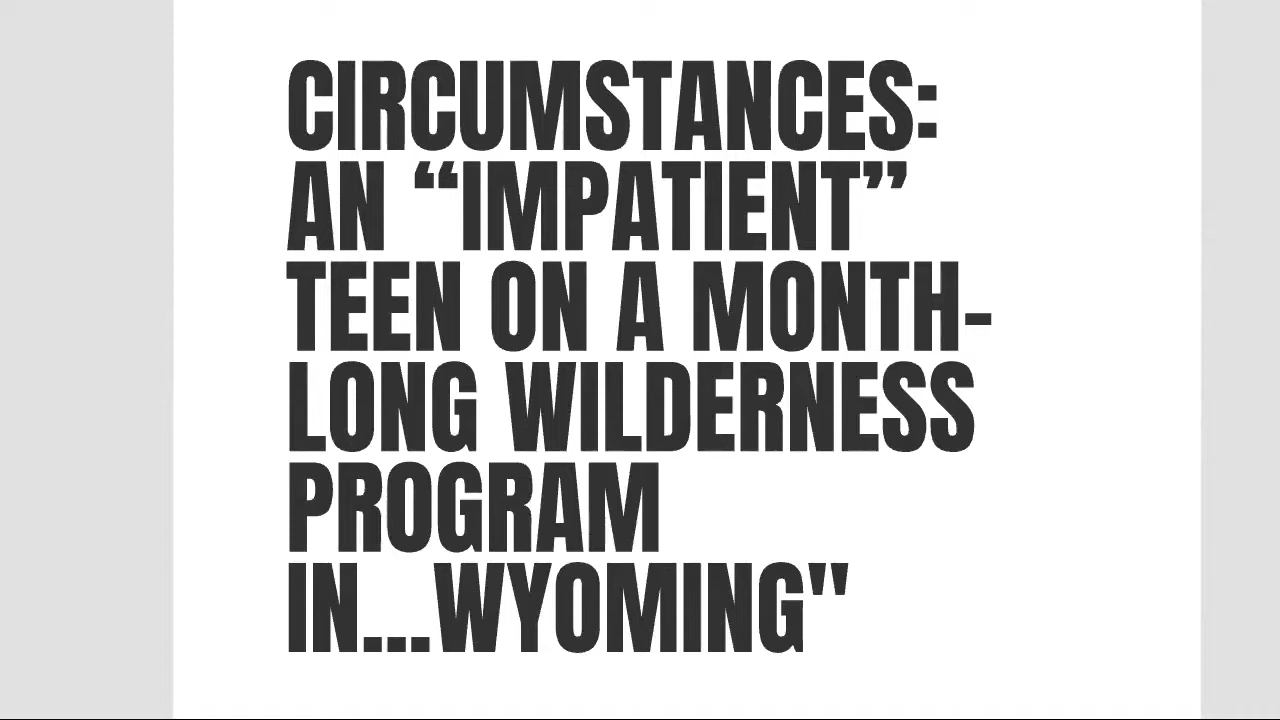 CIRCUMSTANCES:
AN “IMPATIENT”
TEEN ON A MONTH-
LONG WILDERNESS
PROGRAM
IN...WYOMING"